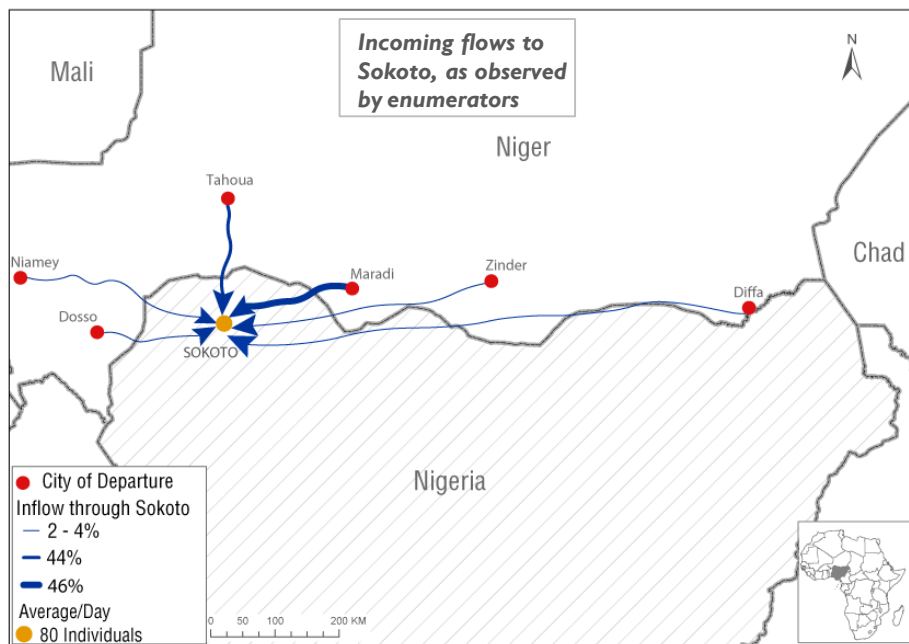 Incoming flows to
Sokoto, as observed
by enumerators
N
Mali
Niger
Tahoua
Niamey
Maradi
Zinder
Chad
Diffa
Dosso
SOKOTO
Nigeria
City of Departure
Inflow through Sokoto
2 - 4%
44%
46%
Average/Day
80 Individuals
0 50 100 200 KM